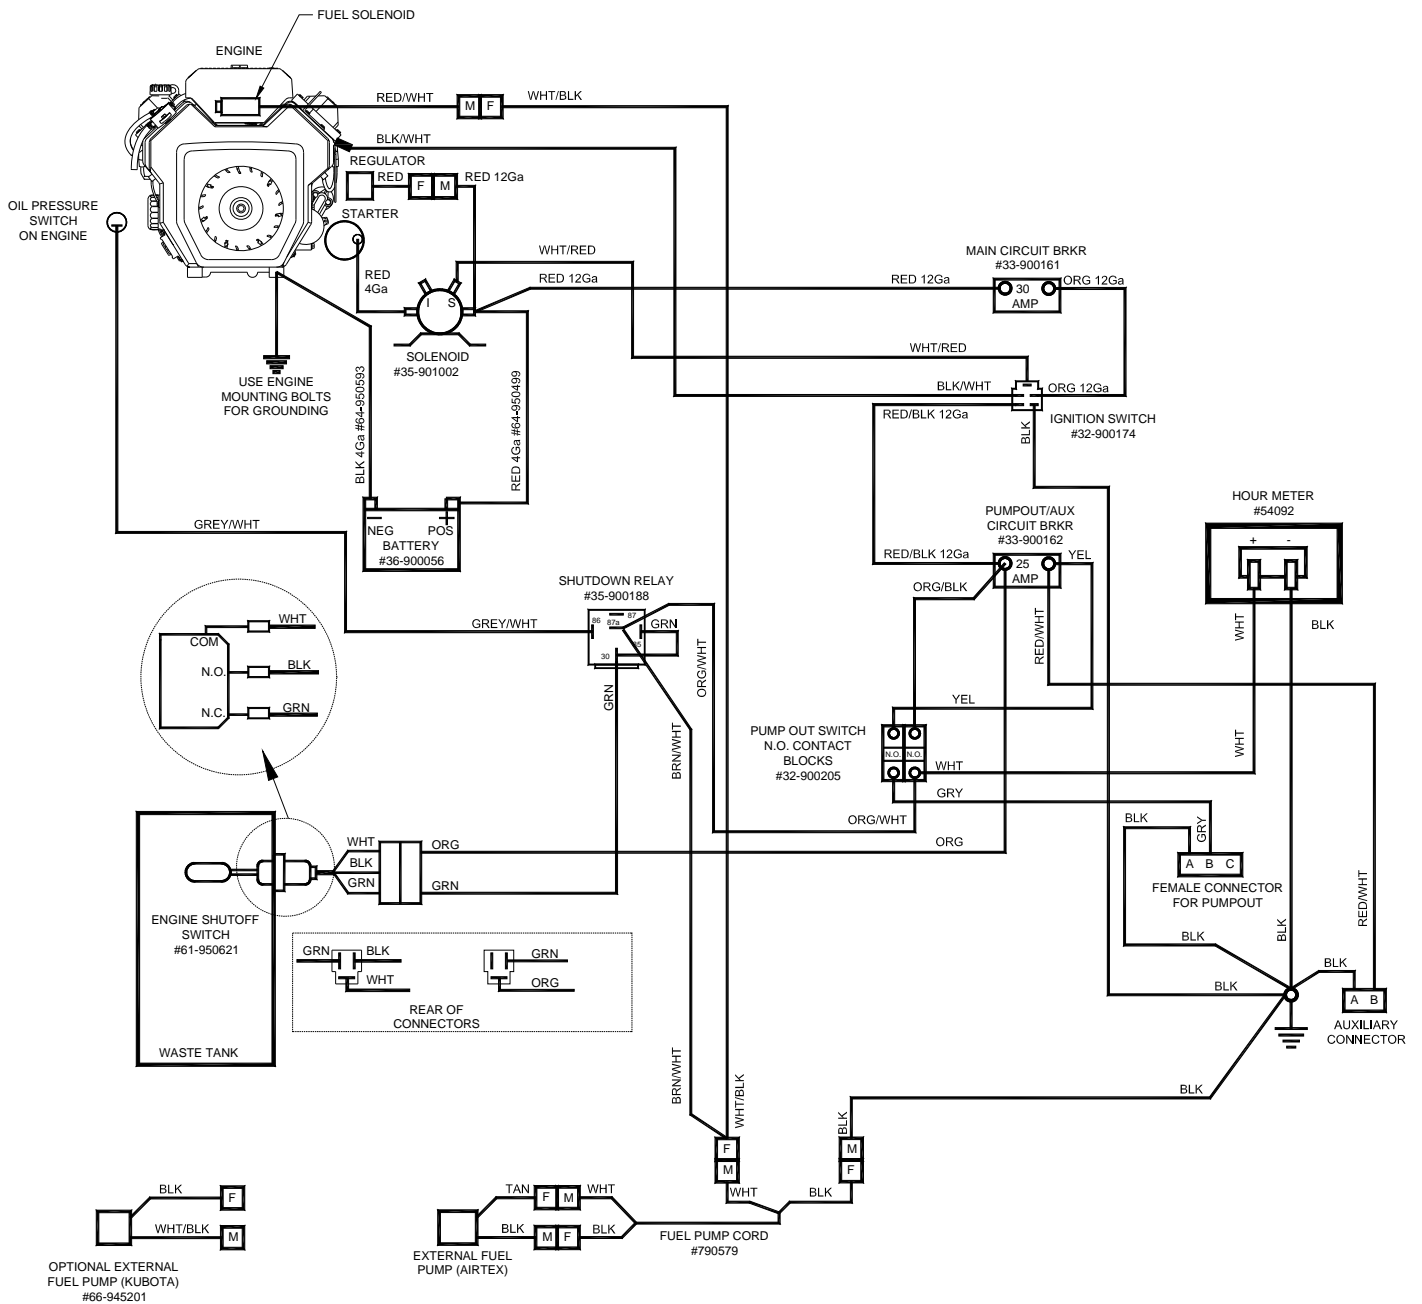 FUEL SOLENOID
ENGINE
RED/WHT
M F
WHT/BLK
BLK/WHT
REGULATOR
RED
F M
RED 12Ga
OIL PRESSURE
SWITCH
ON ENGINE
STARTER
WHT/RED
RED
4Ga
RED 12Ga
RED 12Ga
MAIN CIRCUIT BRKR
#33-900161
30
AMP
ORG 12Ga
I S
SOLENOID
#35-901002
WHT/RED
USE ENGINE
MOUNTING BOLTS
FOR GROUNDING
BLK 4Ga #64-950593
RED 4Ga #64-950499
BLK/WHT
ORG 12Ga
RED/BLK 12Ga
BLK
IGNITION SWITCH
#32-900174
HOUR METER
#54092
+ -
GREY/WHT
NEG POS
BATTERY
#36-900056
PUMPOUT/AUX
CIRCUIT BRKR
#33-900162
RED/BLK 12Ga
25
AMP
YEL
SHUTDOWN RELAY
#35-900188
ORG/BLK
86
87
87a
85
30
GREY/WHT
GRN
WHT
COM
N.O.
BLK
N.C.
GRN
GRN
ORG/WHT
RED/WHT
WHT
BLK
YEL
BRN/WHT
PUMP OUT SWITCH
N.O. CONTACT
BLOCKS
#32-900205
N.O. N.O.
WHT
WHT
GRY
ORG/WHT
BLK
GRY
WHT
BLK
GRN
ORG
GRN
ORG
A B C
FEMALE CONNECTOR
FOR PUMPOUT
RED/WHT
ENGINE SHUTOFF
SWITCH
#61-950621
GRN
BLK
WHT
GRN
ORG
REAR OF
CONNECTORS
BLK
BLK
BLK
BLK
A B
AUXILIARY
CONNECTOR
WASTE TANK
BRN/WHT
WHT/BLK
BLK
BLK
F
M
M
F
WHT
BLK
BLK
F
WHT/BLK
M
OPTIONAL EXTERNAL
FUEL PUMP (KUBOTA)
#66-945201
TAN
F M
WHT
BLK
M F
BLK
EXTERNAL FUEL
PUMP (AIRTEX)
FUEL PUMP CORD
#790579